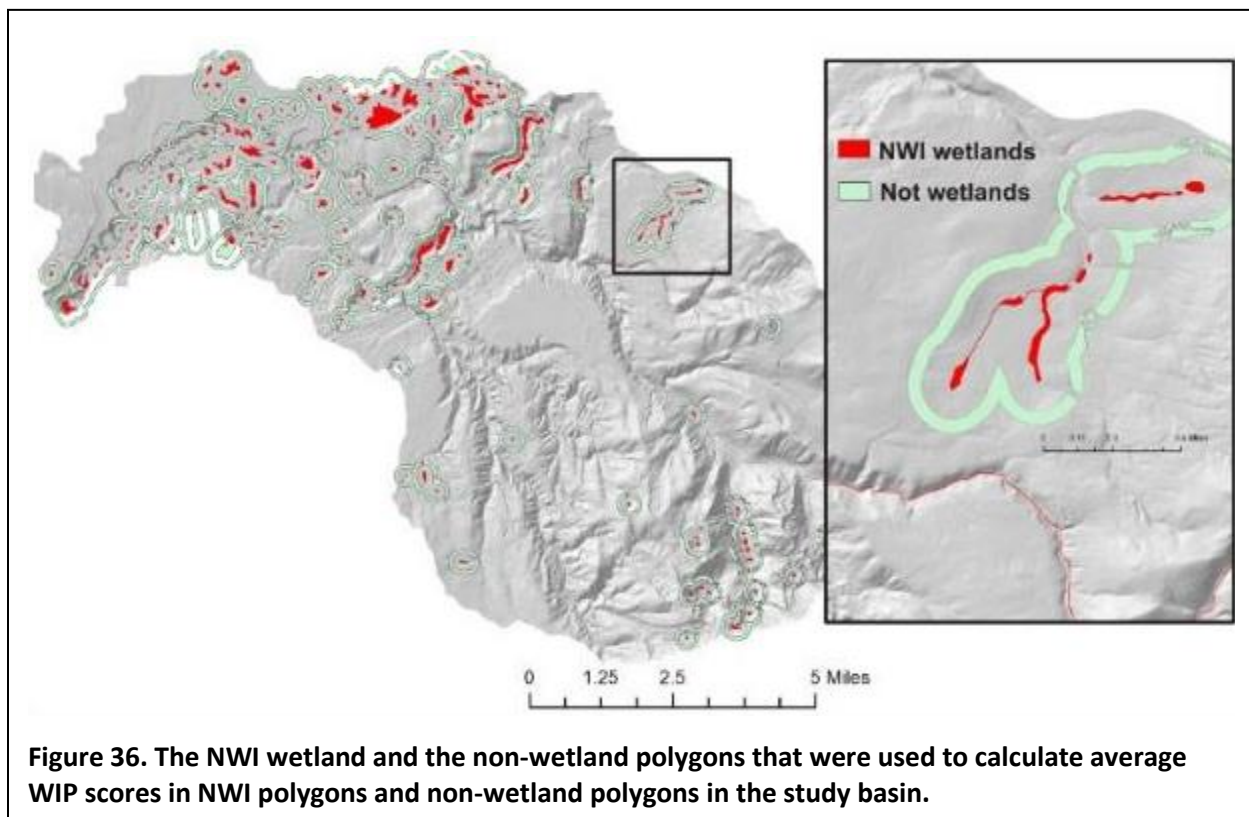 NWI wetlands
Not wetlands
0 1.25 2.5 5 Miles
Figure 36. The NWI wetland and the non-wetland polygons that were used to calculate average
WIP scores in NWI polygons and non-wetland polygons in the study basin.